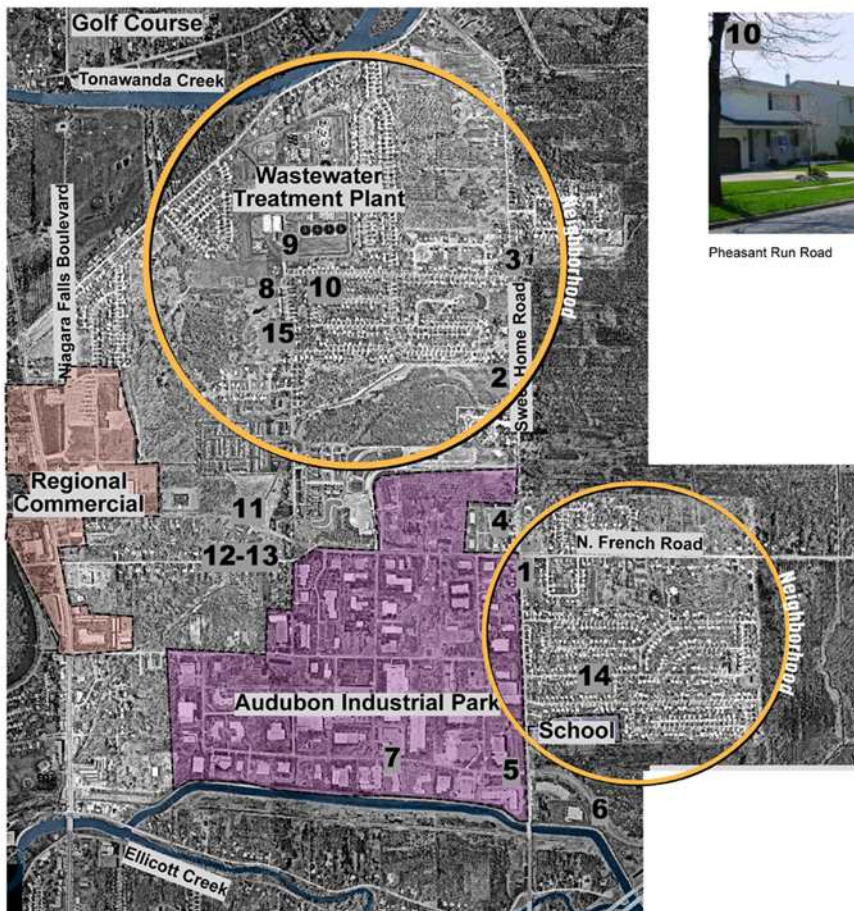 Golf Course
Tonawanda Creek
10
Pheasant Run Road
Wastewater
Treatment Plant
Niagara Falls Boulevard
Neighborhood
9
3
8
10
15
Sweet Home Road
2
Regional
Commercial
11
4
12-13
N. French Road
1
Neighborhood
14
Audubon Industrial Park
School
7
5
6
Ellicott Creek